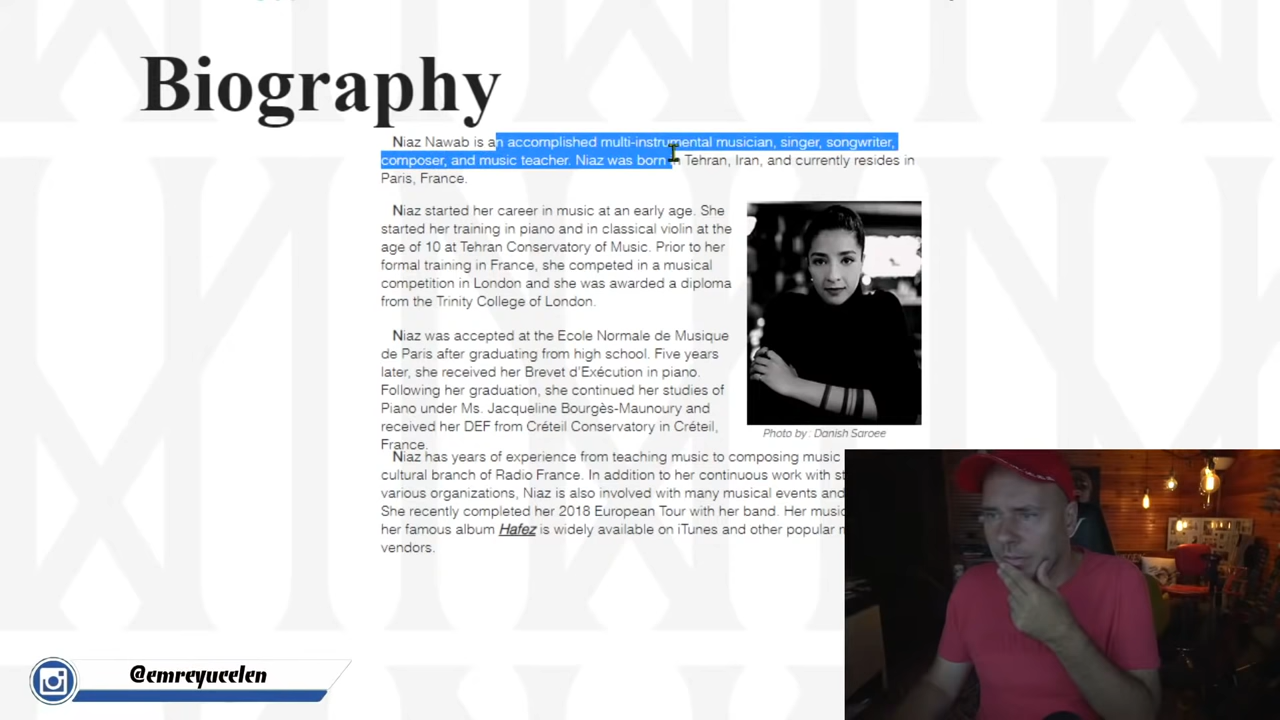 Biography
Niaz Nawab is an accomplished multi-instrumental musician, singer, songwriter,
composer, and music teacher. Niaz was born in Tehran, Iran, and currently resides in
Paris, France.
Niaz started her career in music at an early age. She
started her training in piano and in classical violin at the
age of 10 at Tehran Conservatory of Music. Prior to her
formal training in France, she competed in a musical
competition in London and she was awarded a diploma
from the Trinity College of London.
Niaz was accepted at the Ecole Normale de Musique
de Paris after graduating from high school. Five years
later, she received her Brevet d'Exécution in piano.
Following her graduation, she continued her studies of
Piano under Ms. Jacqueline Bourgès-Maunoury and
received her DEF from Créteil Conservatory in Créteil,
France.
Photo by: Danish Saroee
Niaz has years of experience from teaching music to composing music
cultural branch of Radio France. In addition to her continuous work with st
various organizations, Niaz is also involved with many musical events and
She recently completed her 2018 European Tour with her band. Her music
her famous album Hafez is widely available on iTunes and other popular
vendors.
@emreyucelen